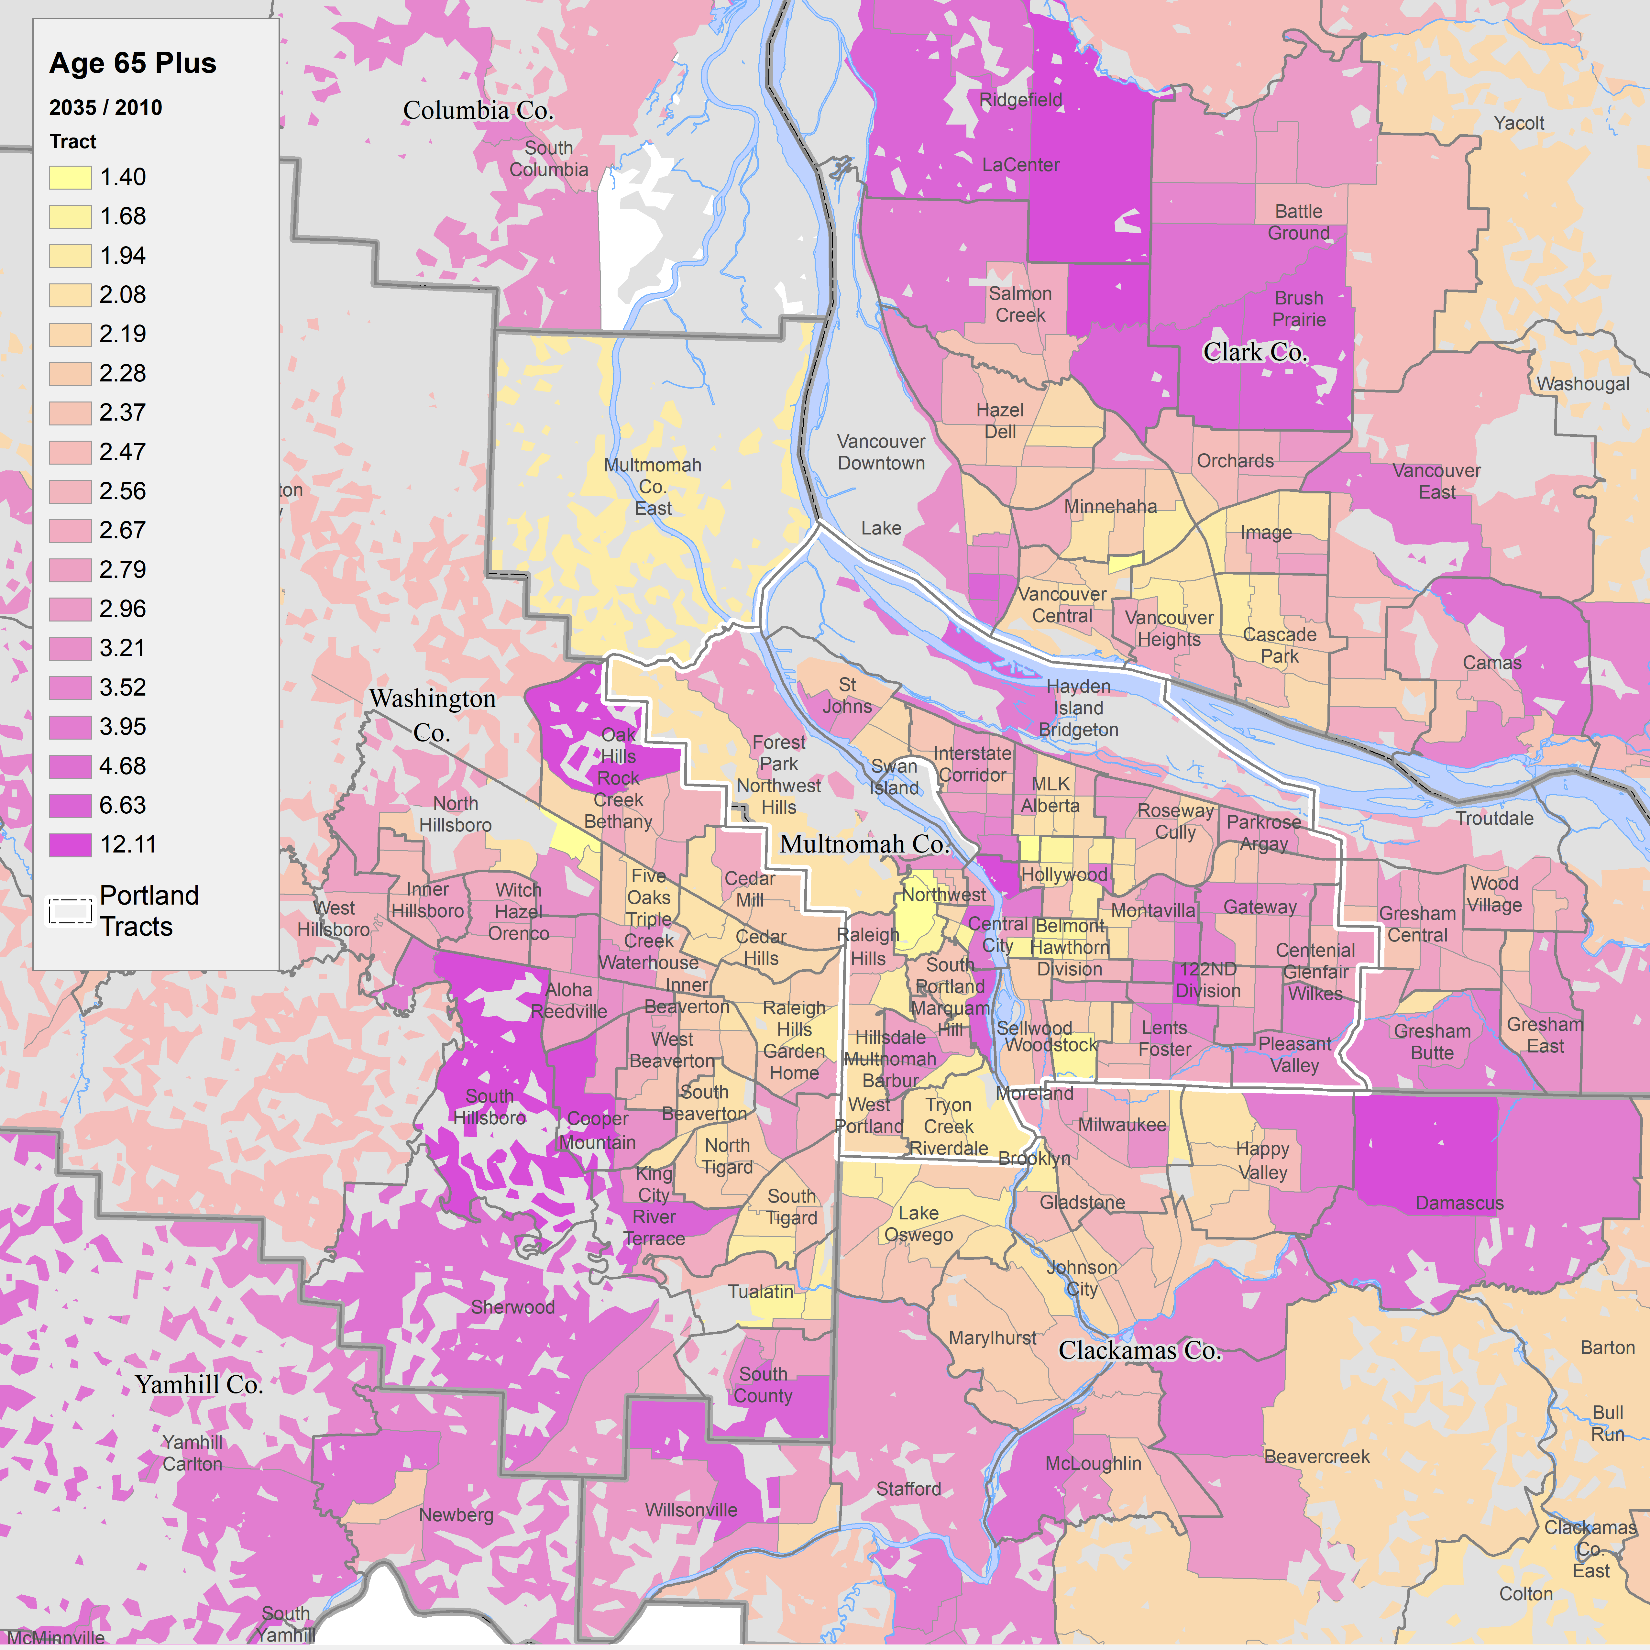 Age 65 Plus
2035 / 2010
Tract
1.40
1.68
1.94
2.08
2.19
2.28
2.37
2.47
2.56
2.67
2.79
2.96
3.21
3.52
3.95
4.68
6.63
12.11
Portland
Tracts
Columbia Co.
South
Columbia
Ridgefield
LaCenter
Yacolt
Battle
Ground
Salmon
Creek
Brush
Prairie
Clark Co.
Washougal
Hazel
Dell
Vancouver
Downtown
Orchards
Vancouver
East
Multmomah
Co.
East
Minnehaha
Lake
Image
Vancouver
Central
Vancouver
Heights
Cascade
Park
Camas
ton
Washington
Co.
St
Johns
Hayden
Island
Bridgeton
Oak
Hills
Rock
Creek
Bethany
Forest
Park
Northwest
Hills
Swan
Island
Interstate
Corridor
MLK
Alberta
Roseway
Cully
Parkrose
Argay
Troutdale
North
Hillsboro
Multnomah Co.
Hollywood
Northwest
Five
Oaks
Triple
Creek
Waterhouse
Cedar
Mill
Inner
Hillsboro
Witch
Hazel
Orenco
West
Hillsboro
Cedar
Hills
Raleigh
Hills
Central
City
Belmont
Hawthorn
Division
Montavilla
Gateway
Wood
Village
Gresham
Central
Centenial
Glenfair
Wilkes
122ND
Division
South
Portland
Marquam
Hill
Aloha
Reedville
Inner
Beaverton
Raleigh
Hills
Garden
Home
Hillsdale
Multnomah
Barbur
Sellwood
Woodstock
Lents
Foster
Pleasant
Valley
Gresham
Butte
Gresham
East
West
Beaverton
South
Hillsboro
South
Beaverton
Cooper
Mountain
West
Portland
Tryon
Creek
Riverdale
Moreland
Milwaukee
Brooklyn
Happy
Valley
North
Tigard
King
City
River
Terrace
South
Tigard
Lake
Oswego
Gladstone
Damascus
Johnson
City
Tualatin
Sherwood
Marylhurst
Clackamas Co.
Barton
South
County
Yamhill Co.
Bull
Run
Yamhill
Carlton
Beavercreek
McLoughlin
Stafford
Newberg
Willsonville
Clackamas
Co.
East
Colton
South
Yamhill
McMinnville